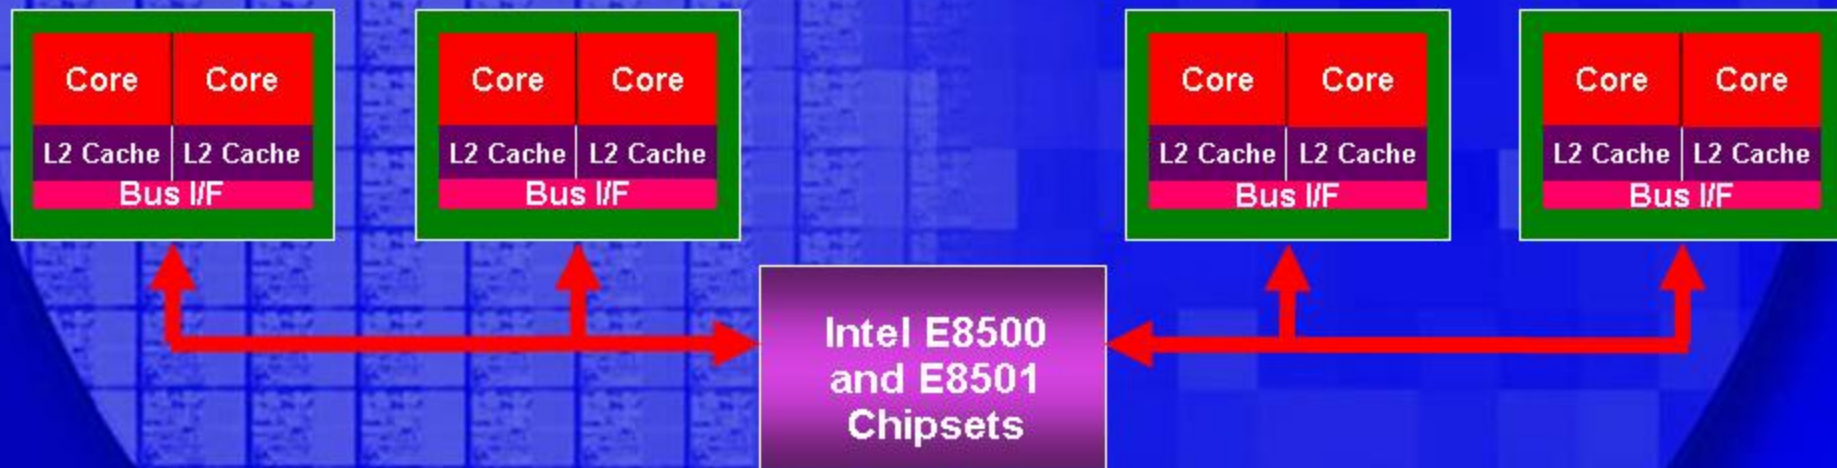 Core Core
L2 Cache L2 Cache
Bus I/F
Core Core
L2 Cache L2 Cache
Bus I/F
Core Core
L2 Cache L2 Cache
Bus I/F
Core Core
L2 Cache L2 Cache
Bus I/F
Intel E8500
and E8501
Chipsets